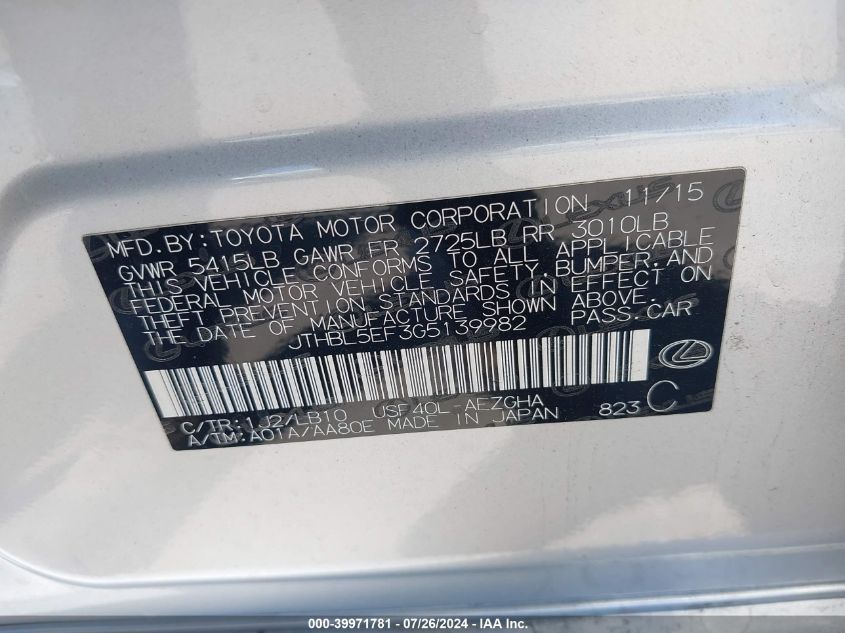 MFD.BY:TOYOTA MOTOR CORPORATION 11/15
GVWR 5415LB GAWR FR 2725LB RR 3010LB
THIS VEHICLE CONFORMS TO ALL APPLICABLE
FEDERAL MOTOR VEHICLE SAFETY,BUMPER,AND
THEFT PREVENTION STANDARDS IN EFFECT ON
THE DATE OF MANUFACTURE SHOWN ABOVE.
JTHBL5EF3G5139982 PASS.CAR
C/TR:1J2/LB10 USF40L-AEZGHA
A/TM:A01A/AA80E MADE IN JAPAN 823 C
000-39971781 - 07/26/2024 - IAA Inc.